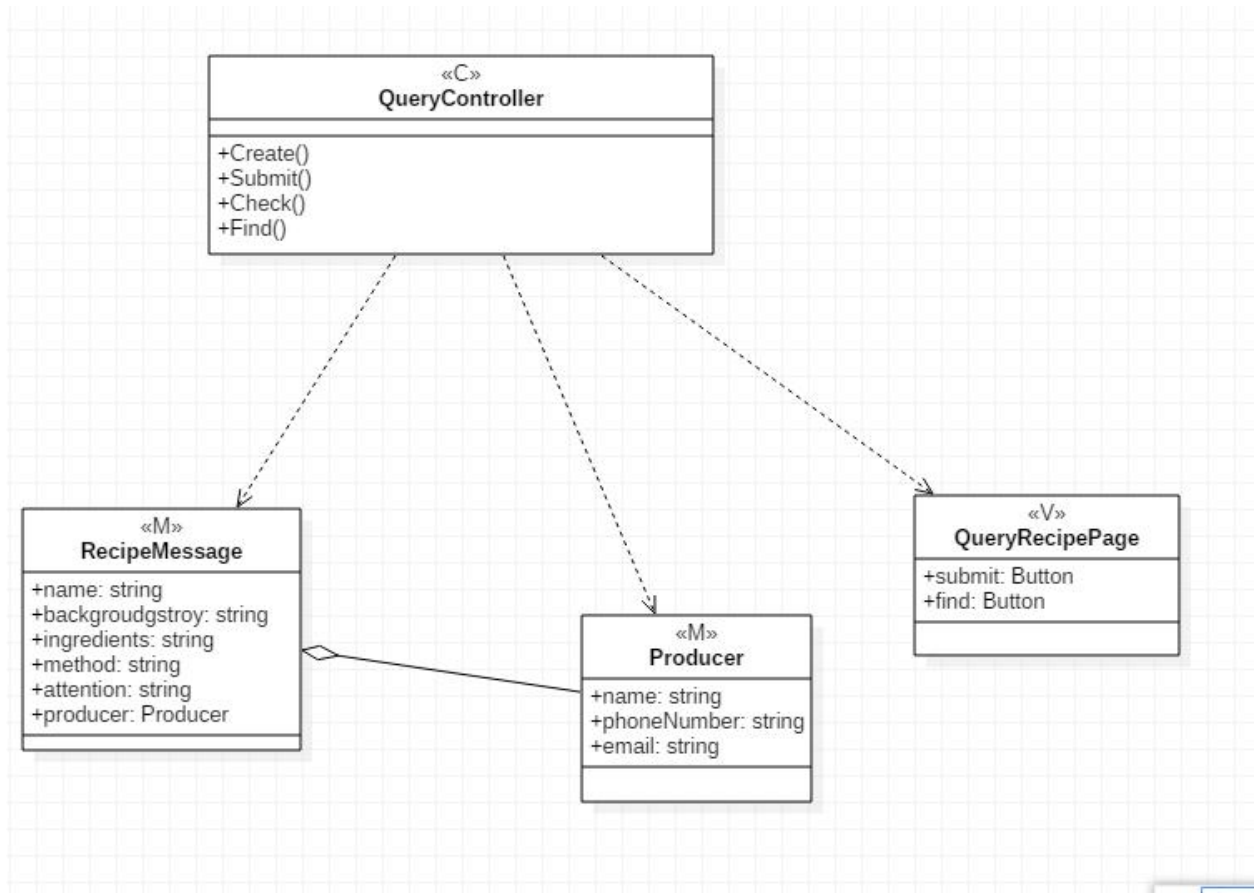 «C»
QueryController
+Create()
+Submit()
+Check()
+Find()
«M»
RecipeMessage
+name: string
+backgroudgstroy: string
+ingredients: string
+method: string
+attention: string
+producer: Producer
«M»
Producer
+name: string
+phoneNumber: string
+email: string
«V»
QueryRecipePage
+submit: Button
+find: Button